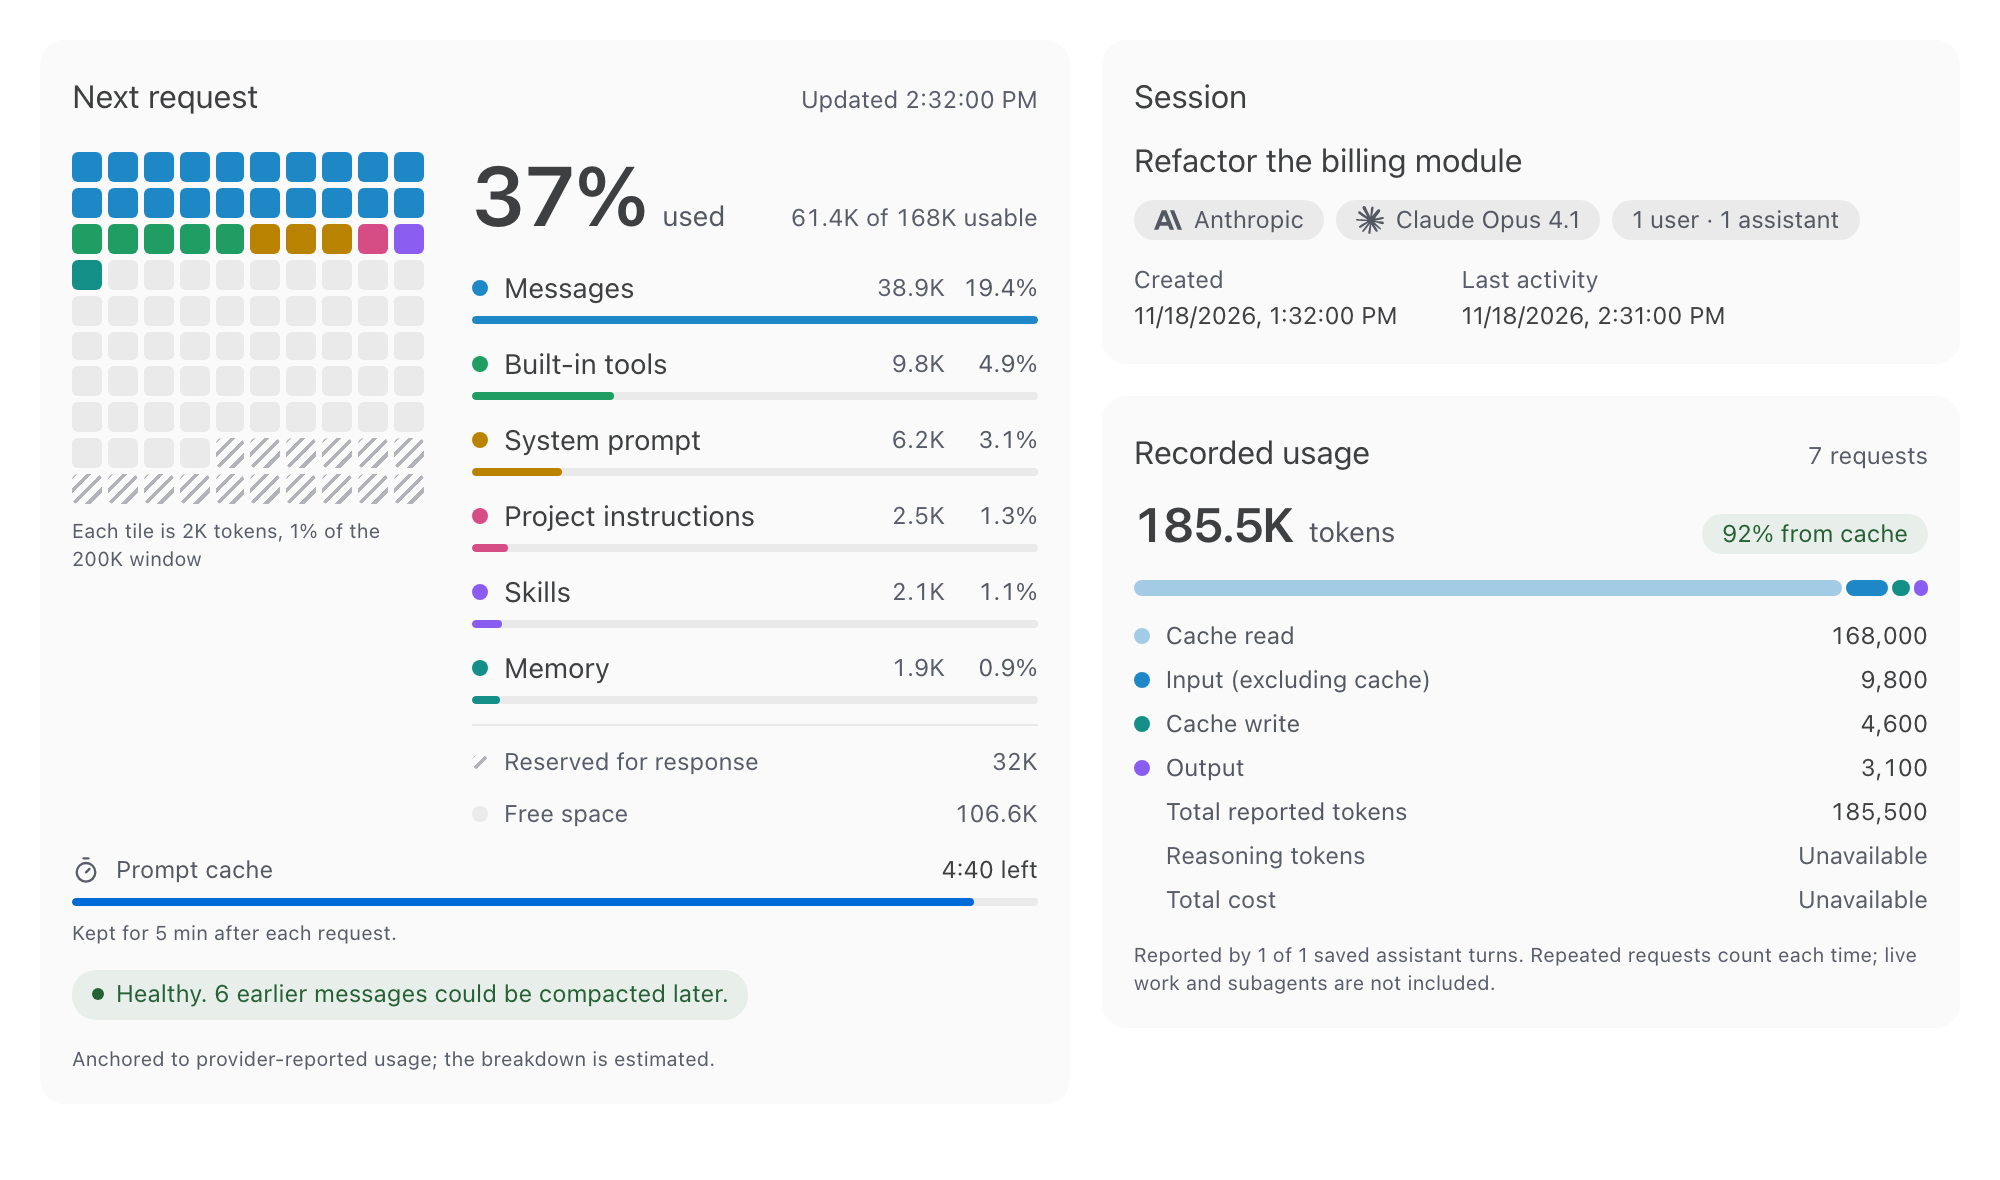 Next request
Updated 2:32:00 PM
37% used
61.4K of 168K usable
Messages 38.9K 19.4%
Built-in tools 9.8K 4.9%
System prompt 6.2K 3.1%
Project instructions 2.5K 1.3%
Skills 2.1K 1.1%
Memory 1.9K 0.9%
Reserved for response 32K
Free space 106.6K
Each tile is 2K tokens, 1% of the
200K window
Prompt cache 4:40 left
Kept for 5 min after each request.
Healthy. 6 earlier messages could be compacted later.
Anchored to provider-reported usage; the breakdown is estimated.
Session
Refactor the billing module
Anthropic Claude Opus 4.1 1 user · 1 assistant
Created Last activity
11/18/2026, 1:32:00 PM 11/18/2026, 2:31:00 PM
Recorded usage 7 requests
185.5K tokens 92% from cache
Cache read 168,000
Input (excluding cache) 9,800
Cache write 4,600
Output 3,100
Total reported tokens 185,500
Reasoning tokens Unavailable
Total cost Unavailable
Reported by 1 of 1 saved assistant turns. Repeated requests count each time; live
work and subagents are not included.